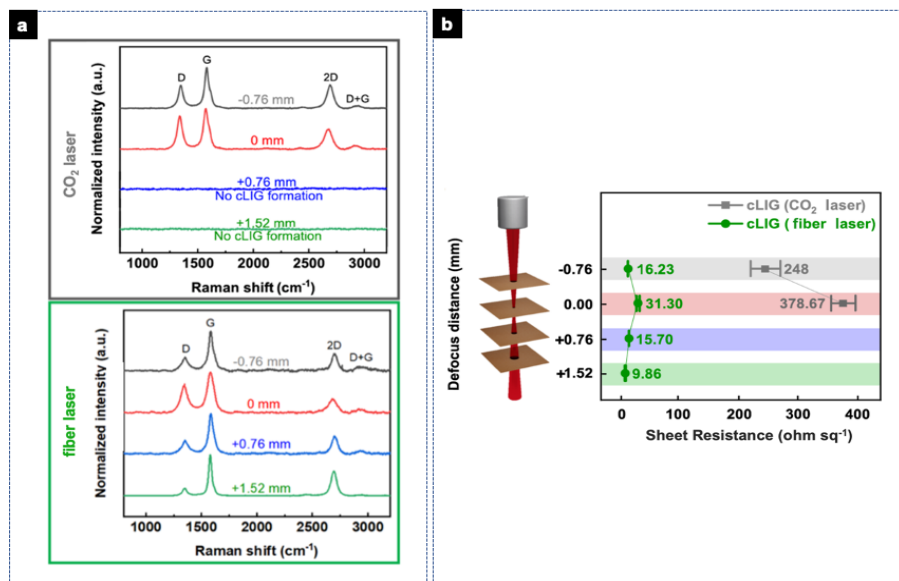 a
CO₂ laser
Normalized intensity (a.u.)
D
G
2D
D+G
-0.76 mm
0 mm
+0.76 mm
No cLIG formation
+1.52 mm
No cLIG formation
1000 1500 2000 2500 3000
Raman shift (cm⁻¹)
fiber laser
Normalized intensity (a.u.)
D
G
2D
D+G
-0.76 mm
0 mm
+0.76 mm
+1.52 mm
1000 1500 2000 2500 3000
Raman shift (cm⁻¹)
b
Defocus distance (mm)
cLIG (CO₂ laser)
cLIG (fiber laser)
-0.76
16.23
248
0.00
31.30
378.67
+0.76
15.70
+1.52
9.86
0 100 200 300 400
Sheet Resistance (ohm sq⁻¹)